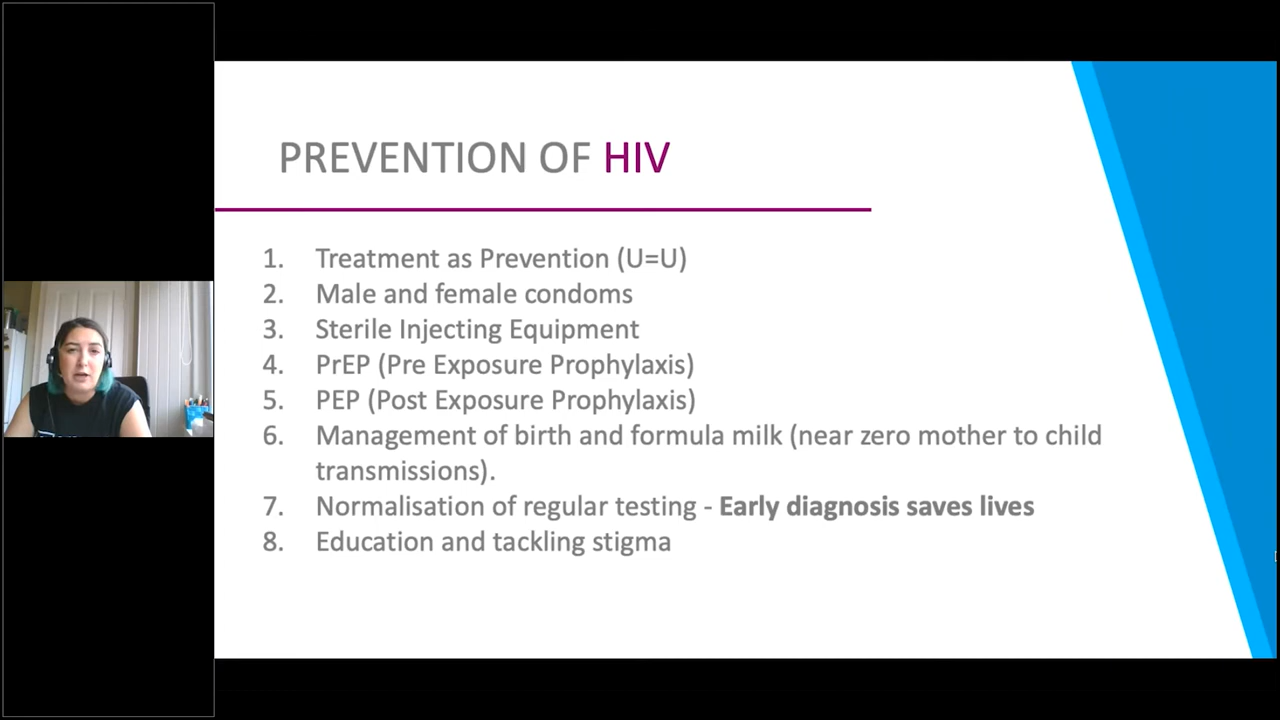 PREVENTION OF HIV
1. Treatment as Prevention (U=U)
2. Male and female condoms
3. Sterile Injecting Equipment
4. PrEP (Pre Exposure Prophylaxis)
5. PEP (Post Exposure Prophylaxis)
6. Management of birth and formula milk (near zero mother to child
transmissions).
7. Normalisation of regular testing - Early diagnosis saves lives
8. Education and tackling stigma